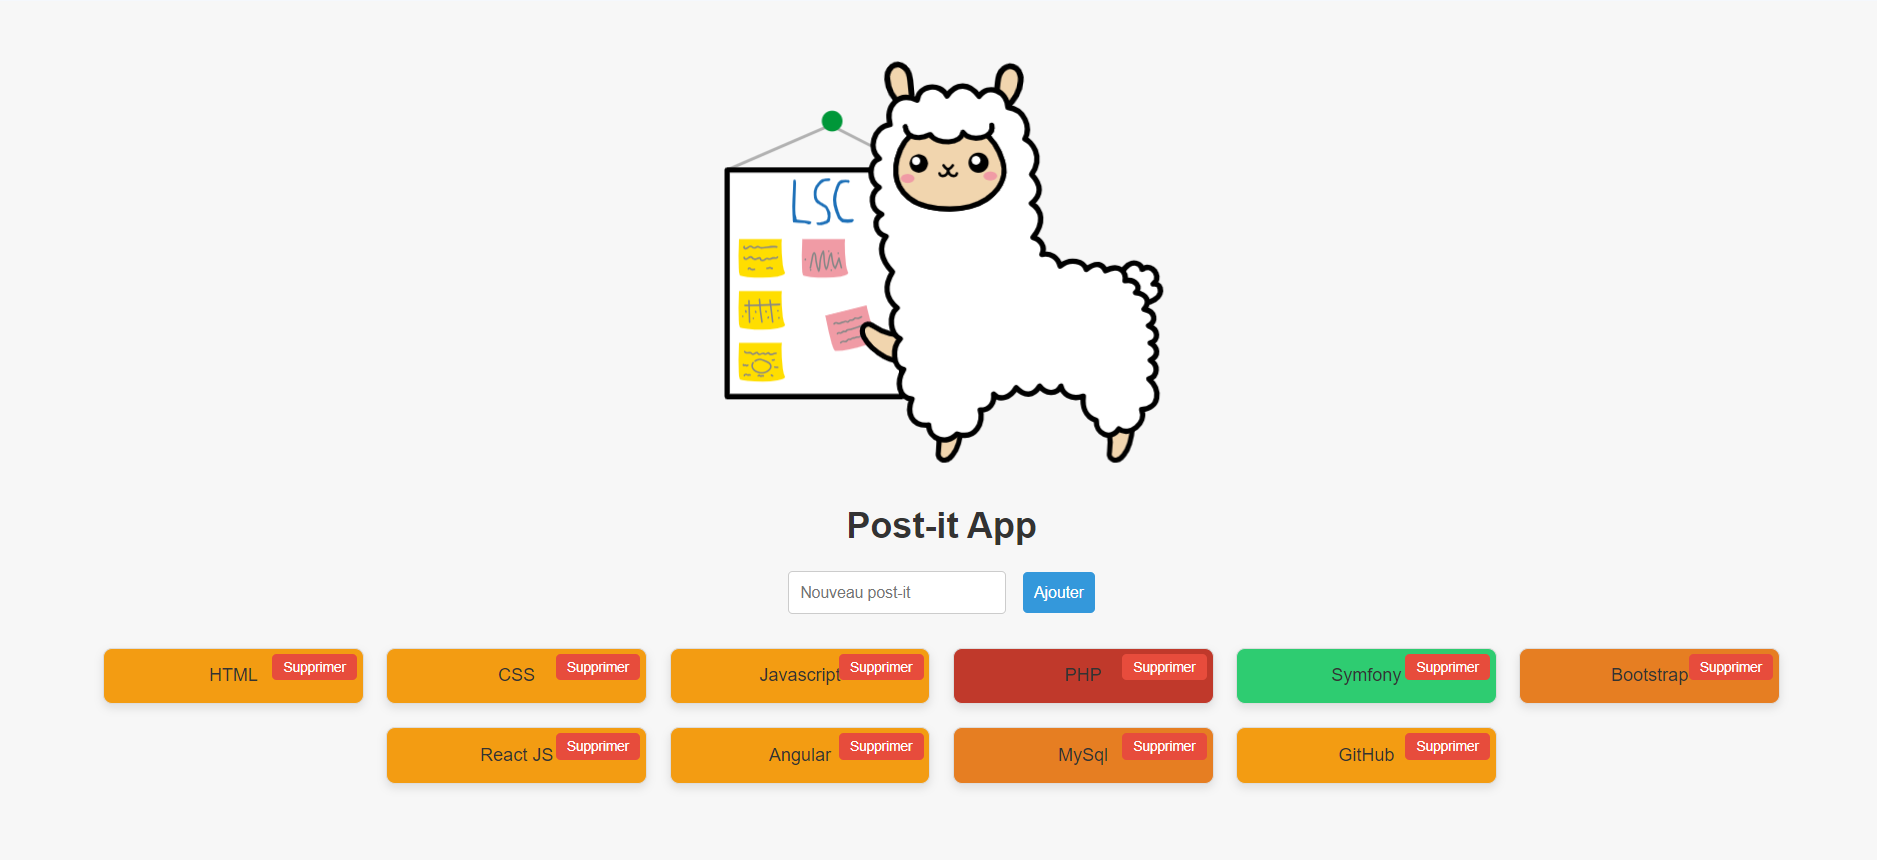 LSC
Post-it App
Nouveau post-it
Ajouter
HTML
Supprimer
CSS
Supprimer
Javascript
Supprimer
PHP
Supprimer
Symfony
Supprimer
Bootstrap
Supprimer
React JS
Supprimer
Angular
Supprimer
MySql
Supprimer
GitHub
Supprimer